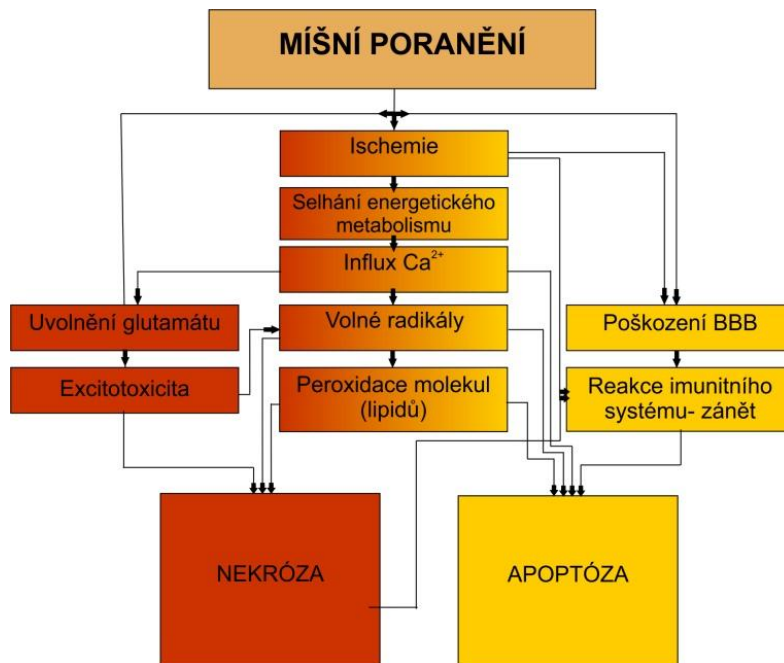 MÍŠNÍ PORANĚNÍ
Ischemie
Selhání energetického
metabolismu
Influx Ca²⁺
Uvolnění glutamátu
Volné radikály
Poškození BBB
Excitotoxicita
Peroxidace molekul
(lipidů)
Reakce imunitního
systému- zánět
NEKRÓZA
APOPTÓZA